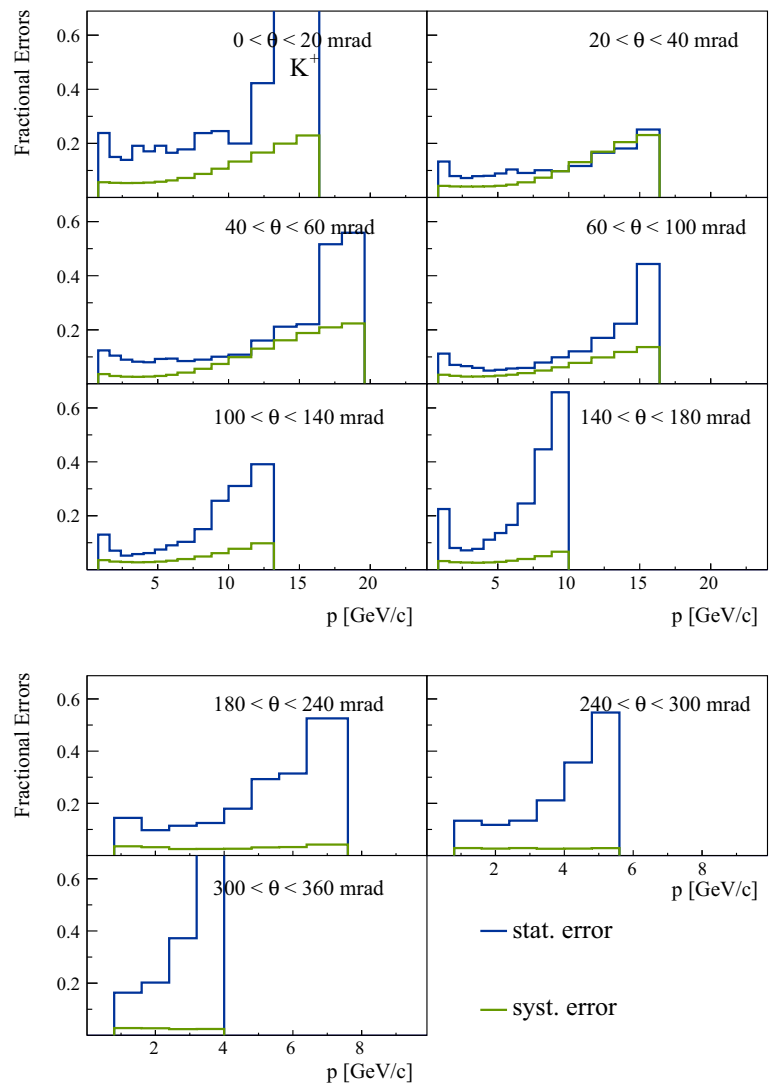 Fractional Errors
0 < θ < 20 mrad
K+
20 < θ < 40 mrad
0.6
0.4
0.2
40 < θ < 60 mrad
60 < θ < 100 mrad
0.6
0.4
0.2
100 < θ < 140 mrad
140 < θ < 180 mrad
0.6
0.4
0.2
5 10 15 20
5 10 15 20
p [GeV/c]
p [GeV/c]
Fractional Errors
180 < θ < 240 mrad
240 < θ < 300 mrad
0.6
0.4
0.2
2 4 6 8
p [GeV/c]
300 < θ < 360 mrad
0.6
0.4
0.2
2 4 6 8
p [GeV/c]
stat. error
syst. error